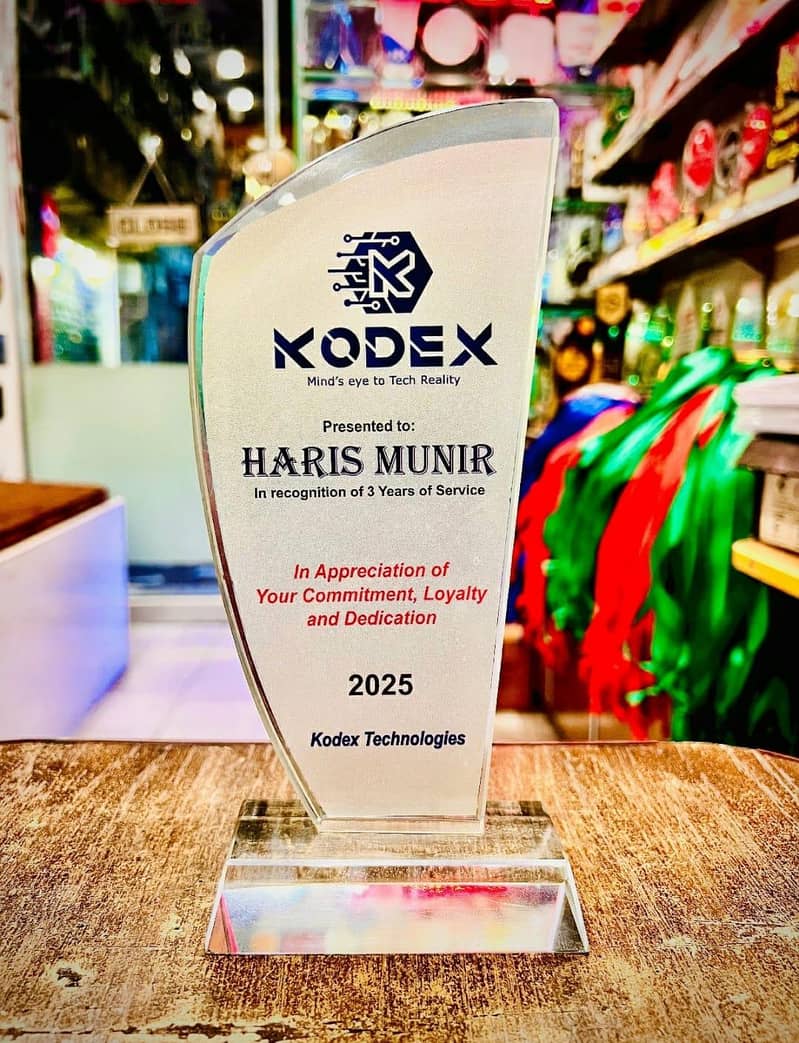 K
KODEX
Mind's eye to Tech Reality
Presented to:
HARIS MUNIR
In recognition of 3 Years of Service
In Appreciation of
Your Commitment, Loyalty
and Dedication
2025
Kodex Technologies